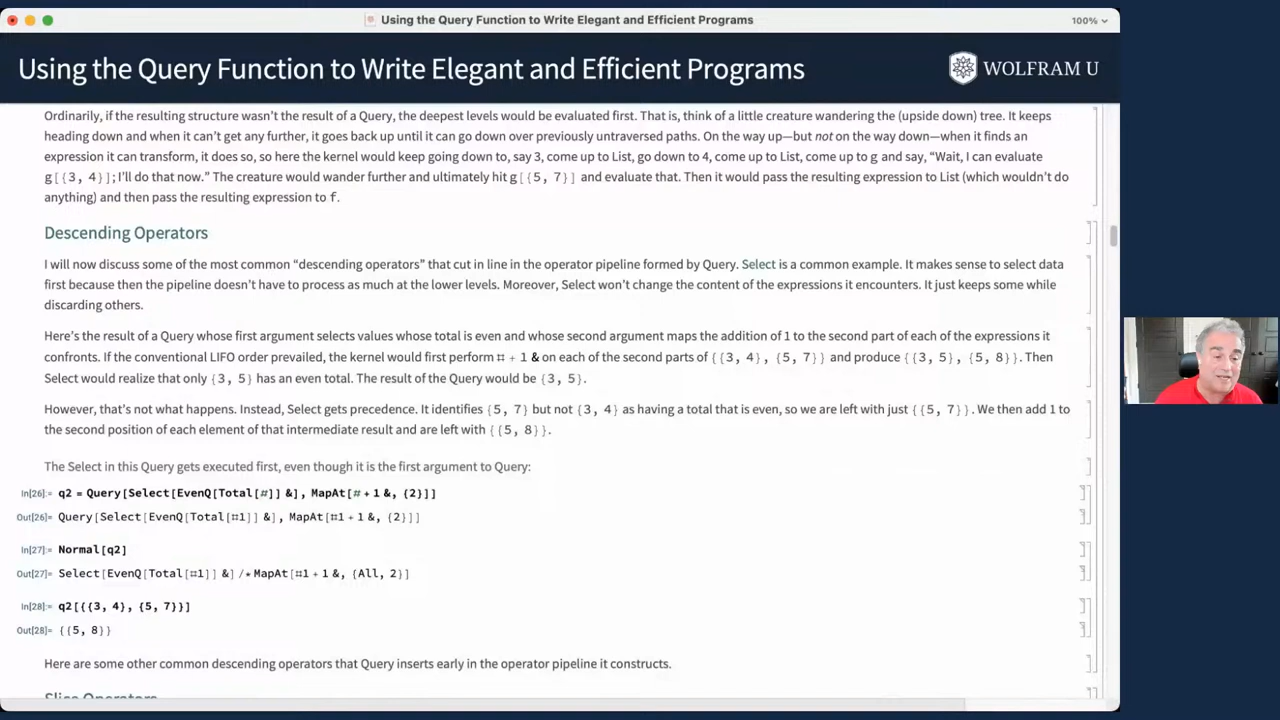 Using the Query Function to Write Elegant and Efficient Programs
100%
Using the Query Function to Write Elegant and Efficient Programs
WOLFRAM U
Ordinarily, if the resulting structure wasn't the result of a Query, the deepest levels would be evaluated first. That is, think of a little creature wandering the (upside down) tree. It keeps
heading down and when it can't get any further, it goes back up until it can go down over previously untraversed paths. On the way up—but not on the way down—when it finds an
expression it can transform, it does so, so here the kernel would keep going down to, say 3, come up to List, go down to 4, come up to List, come up to g and say, "Wait, I can evaluate
g[{3, 4}]; I'll do that now." The creature would wander further and ultimately hit g[{5, 7}] and evaluate that. Then it would pass the resulting expression to List (which wouldn't do
anything) and then pass the resulting expression to f.
Descending Operators
I will now discuss some of the most common "descending operators" that cut in line in the operator pipeline formed by Query. Select is a common example. It makes sense to select data
first because then the pipeline doesn't have to process as much at the lower levels. Moreover, Select won't change the content of the expressions it encounters. It just keeps some while
discarding others.
Here's the result of a Query whose first argument selects values whose total is even and whose second argument maps the addition of 1 to the second part of each of the expressions it
confronts. If the conventional LIFO order prevailed, the kernel would first perform # + 1 & on each of the second parts of {{3, 4}, {5, 7}} and produce {{3, 5}, {5, 8}}. Then
Select would realize that only {3, 5} has an even total. The result of the Query would be {3, 5}.
However, that's not what happens. Instead, Select gets precedence. It identifies {5, 7} but not {3, 4} as having a total that is even, so we are left with just {{5, 7}}. We then add 1 to
the second position of each element of that intermediate result and are left with {{5, 8}}.
The Select in this Query gets executed first, even though it is the first argument to Query:
In[26]:= q2 = Query[Select[EvenQ[Total[#]] &], MapAt[# + 1 &, {2}]]
Out[26]= Query[Select[EvenQ[Total[#1]] &], MapAt[#1 + 1 &, {2}]]
In[27]:= Normal[q2]
Out[27]= Select[EvenQ[Total[#1]] &] /* MapAt[#1 + 1 &, {All, 2}]
In[28]:= q2[{{3, 4}, {5, 7}}]
Out[28]= {{5, 8}}
Here are some other common descending operators that Query inserts early in the operator pipeline it constructs.
Slice Operators